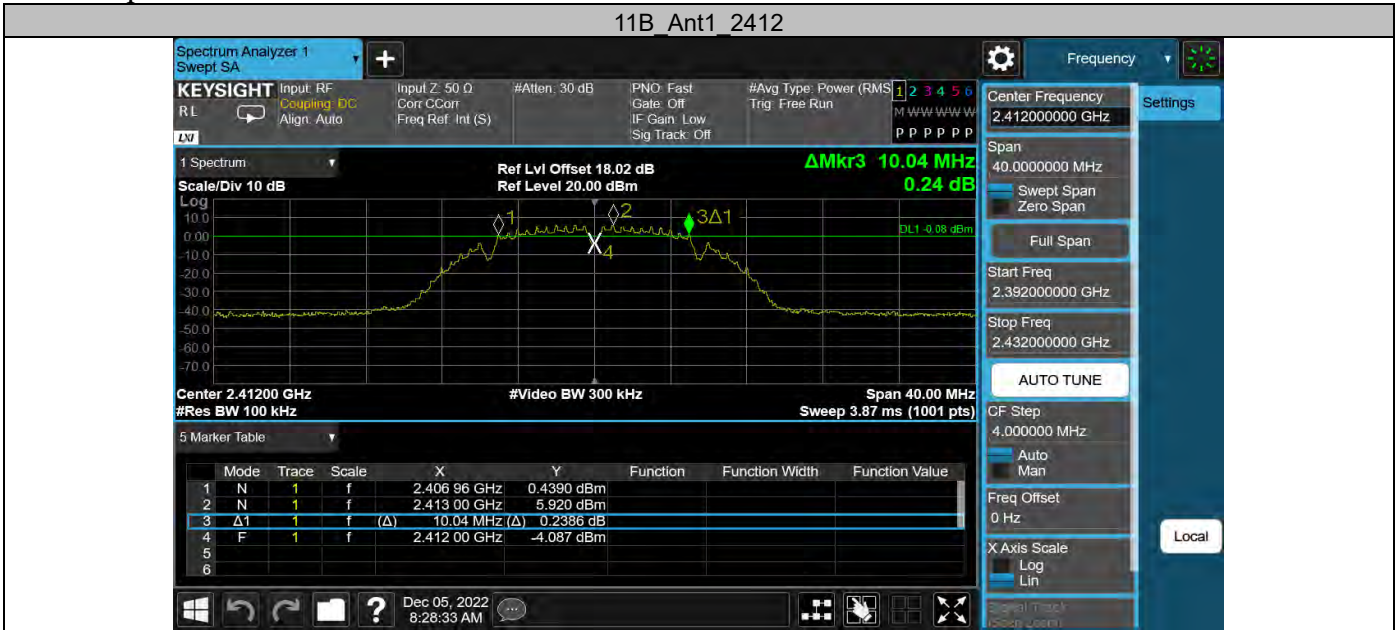 11B_Ant1_2412
Spectrum Analyzer 1
Swept SA
+
Frequency
KEYSIGHT
RL
LXI
Input: RF
Coupling: DC
Align: Auto
Input Z: 50 Ω
Corr CCorr
Freq Ref: Int (S)
#Atten: 30 dB
PNO: Fast
Gate: Off
IF Gain: Low
Sig Track: Off
#Avg Type: Power (RMS
Trig: Free Run
1 2 3 4 5 6
M W W W W W
P P P P P P
Center Frequency
2.412000000 GHz
Settings
Span
40.0000000 MHz
Swept Span
Zero Span
Full Span
Start Freq
2.392000000 GHz
Stop Freq
2.432000000 GHz
AUTO TUNE
CF Step
4.000000 MHz
Auto
Man
Freq Offset
0 Hz
X Axis Scale
Log
Lin
Local
1 Spectrum
Scale/Div 10 dB
Log
Ref Lvl Offset 18.02 dB
Ref Level 20.00 dBm
ΔMkr3 10.04 MHz
0.24 dB
10.0
0.00
-10.0
-20.0
-30.0
-40.0
-50.0
-60.0
-70.0
1
2
3Δ1
4
DL1 -0.08 dBm
Center 2.41200 GHz
#Video BW 300 kHz
Span 40.00 MHz
#Res BW 100 kHz
Sweep 3.87 ms (1001 pts)
5 Marker Table
Mode Trace Scale X Y Function Function Width Function Value
1 N 1 f 2.406 96 GHz 0.4390 dBm
2 N 1 f 2.413 00 GHz 5.920 dBm
3 Δ1 1 f (Δ) 10.04 MHz (Δ) 0.2386 dB
4 F 1 f 2.412 00 GHz -4.087 dBm
5
6
?
Dec 05, 2022
8:28:33 AM